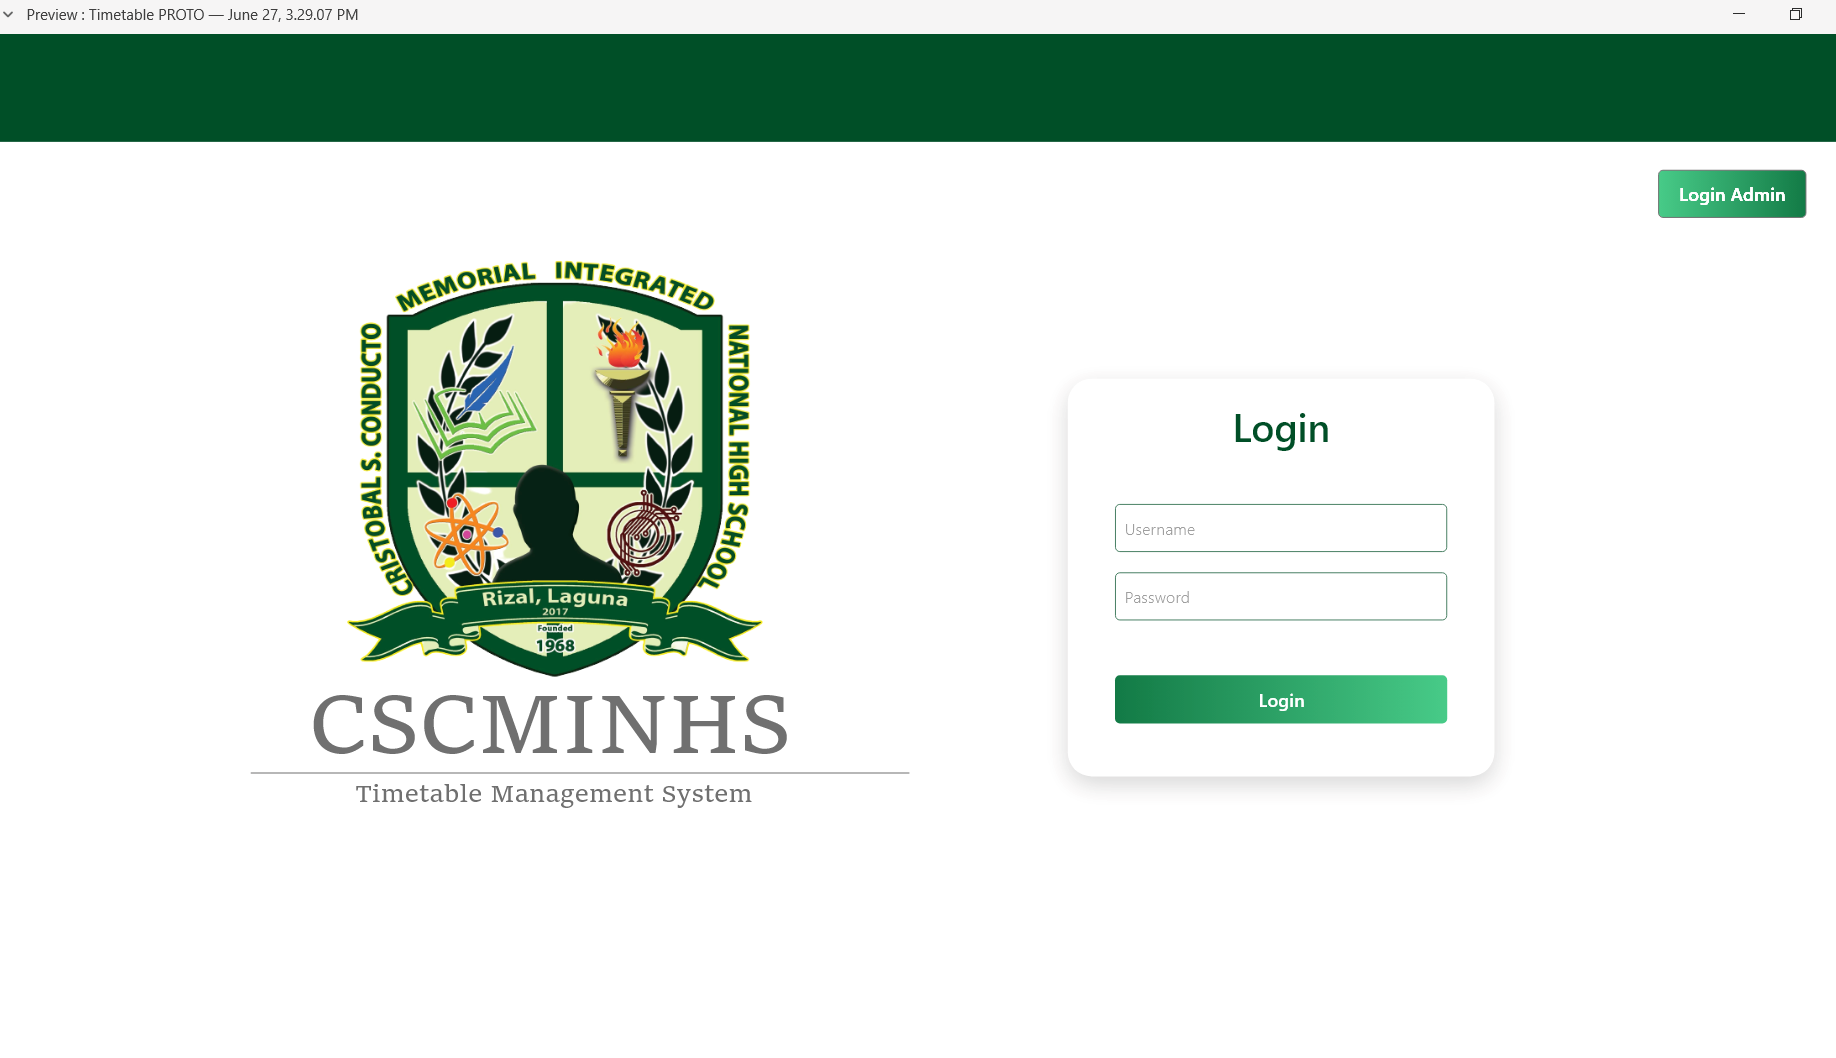 Preview : Timetable PROTO — June 27, 3.29.07 PM
Login Admin
MEMORIAL INTEGRATED
CRISTOBAL S. CONDUCTO
NATIONAL HIGH SCHOOL
Rizal, Laguna
2017
Founded
1968
CSCMINHS
Timetable Management System
Login
Username
Password
Login